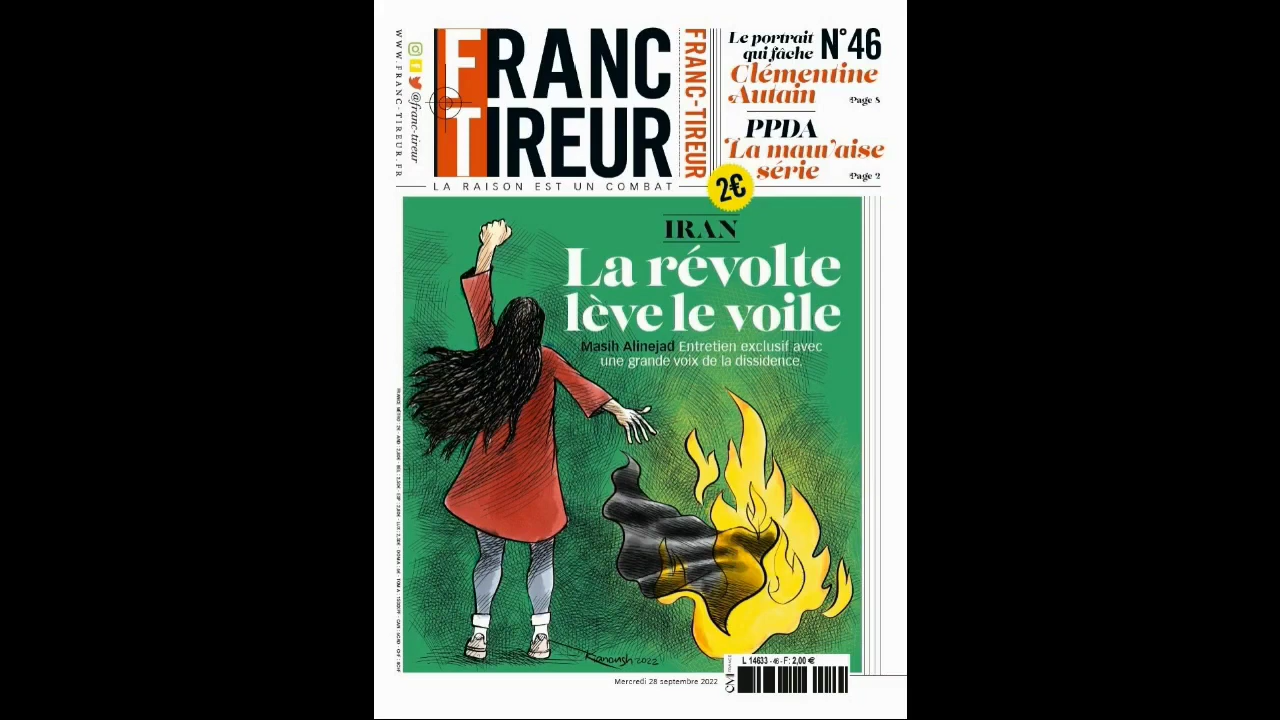 WWW.FRANC-TIREUR.FR
@franc-tireur
FRANC
TIREUR
FRANC-TIREUR
LA RAISON EST UN COMBAT
Le portrait
qui fâche
N°46
Clémentine
Autain
Page 8
PPDA
La mauvaise
série
Page 2
2€
IRAN
La révolte
lève le voile
Masih Alinejad Entretien exclusif avec
une grande voix de la dissidence.
Kianoush 2022
Mercredi 28 septembre 2022
L 14633 - 46 - F: 2,00 €